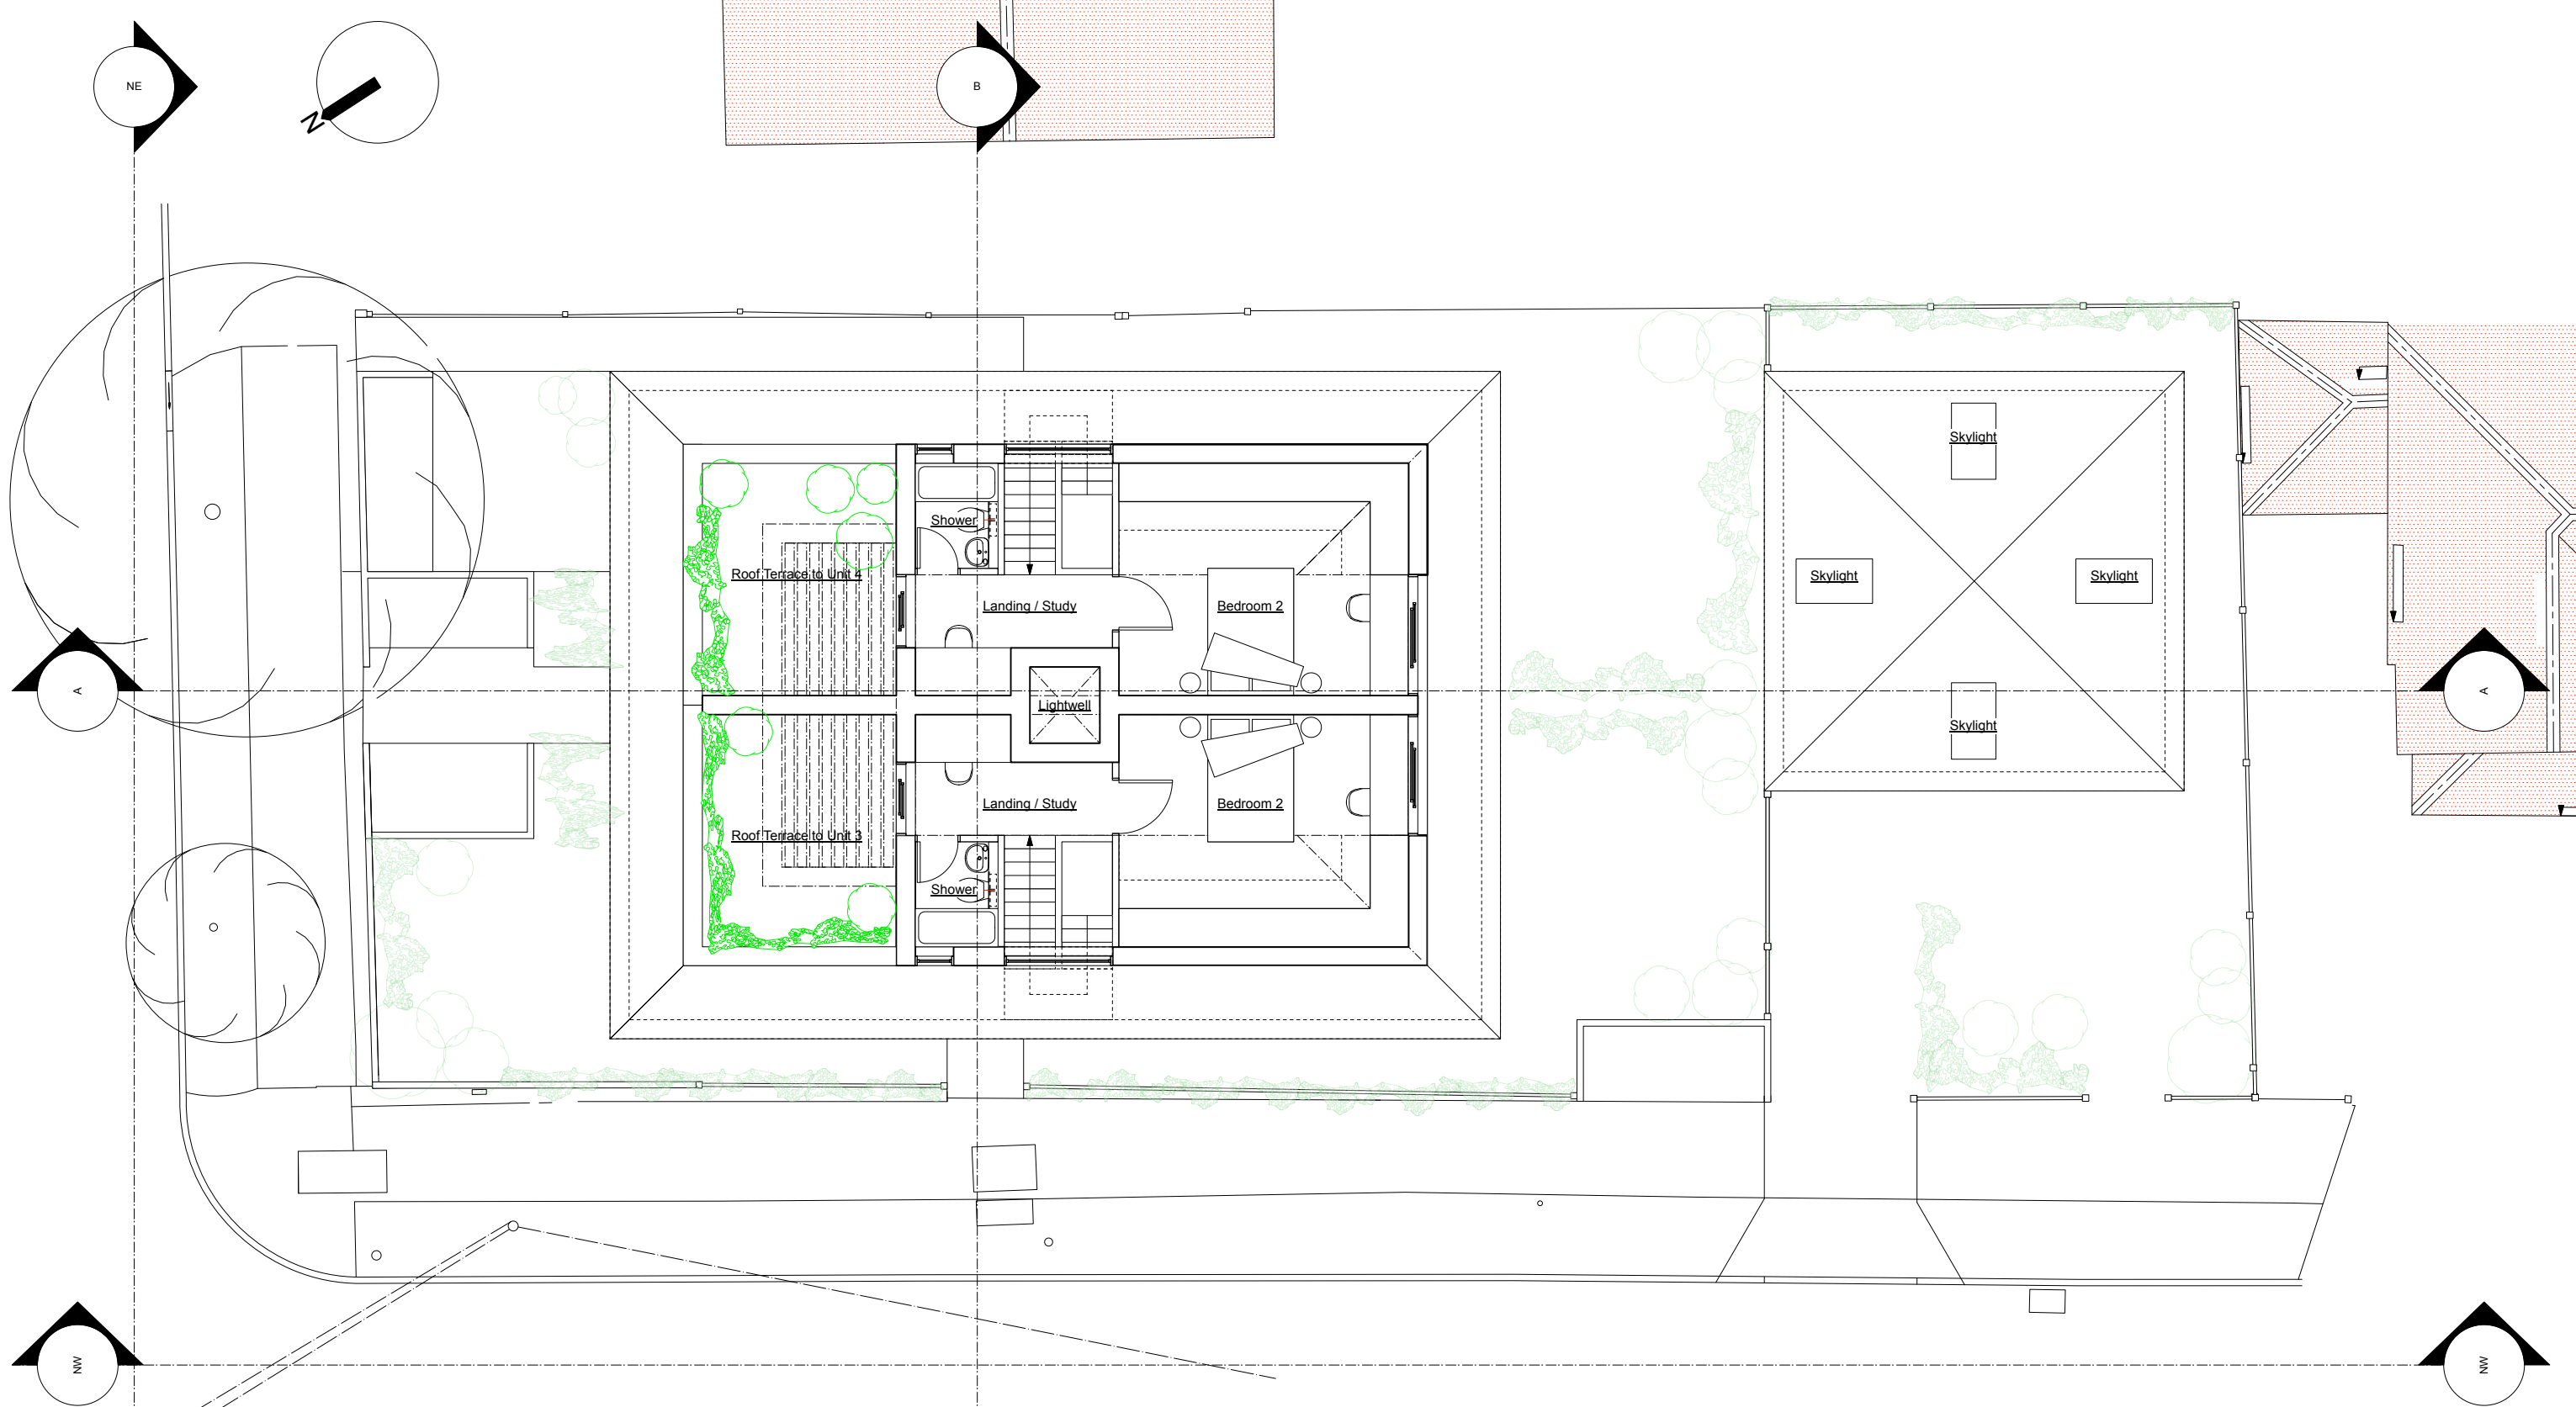 NE
B
N
Skylight
Shower
Roof Terrace to Unit 4
Skylight
Skylight
Landing / Study
Bedroom 2
A
A
Lightwell
Skylight
Landing / Study
Bedroom 2
Roof Terrace to Unit 3
Shower
NW
NW